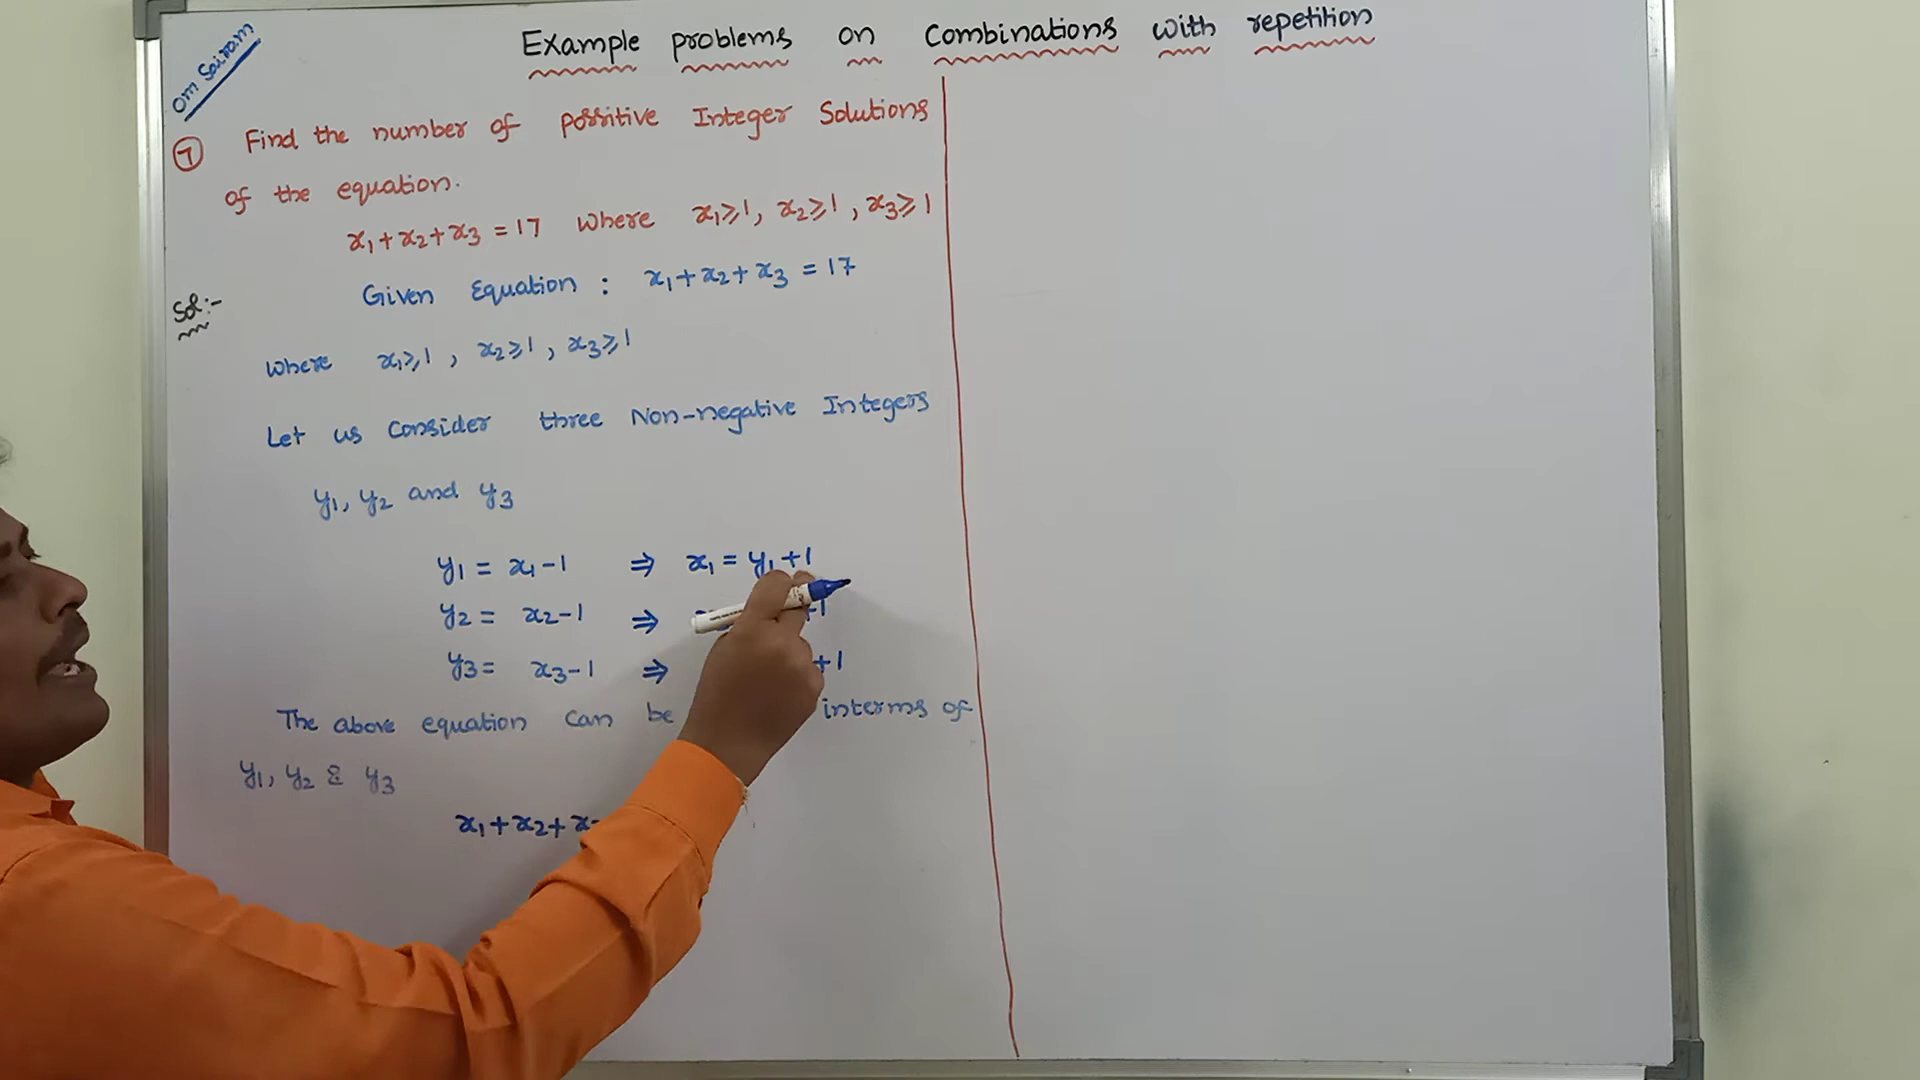 Om Sairam
Example problems on Combinations with repetition
7 Find the number of possitive Integer Solutions
of the equation.
x₁+x₂+x₃ = 17 where x₁≥1, x₂≥1, x₃≥1
Sol:-
Given Equation : x₁+x₂+x₃ = 17
where x₁≥1, x₂≥1, x₃≥1
Let us Consider three Non-negative Integers
y₁, y₂ and y₃
y₁ = x₁-1 ⇒ x₁ = y₁+1
y₂ = x₂-1 ⇒ 1
y₃ = x₃-1 ⇒ +1
The above equation can be interms of
y₁, y₂ & y₃
x₁+x₂+x